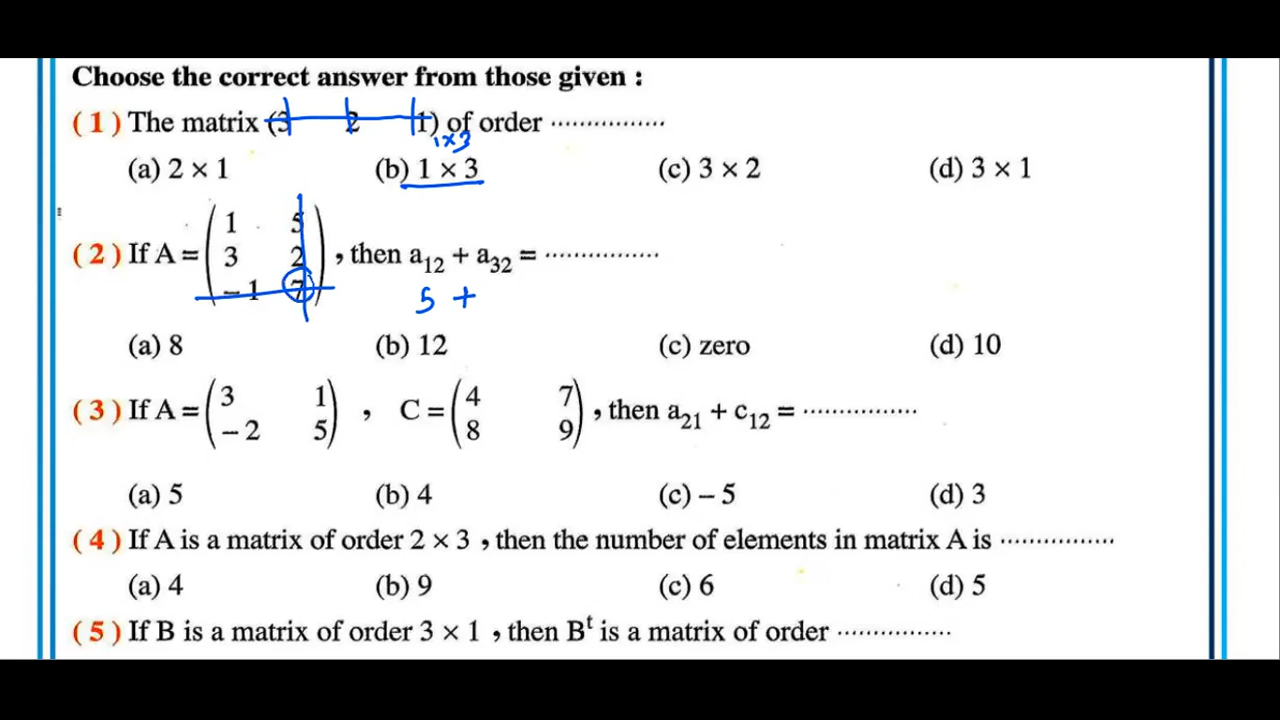 Choose the correct answer from those given :
(1) The matrix (3 2 1) of order ................
1×3
(a) 2 × 1 (b) 1 × 3 (c) 3 × 2 (d) 3 × 1
(2) If A = ( 1 5 ; 3 2 ; – 1 7 ) , then a₁₂ + a₃₂ = ................
5 +
(a) 8 (b) 12 (c) zero (d) 10
(3) If A = ( 3 1 ; – 2 5 ) , C = ( 4 7 ; 8 9 ) , then a₂₁ + c₁₂ = ................
(a) 5 (b) 4 (c) – 5 (d) 3
(4) If A is a matrix of order 2 × 3 , then the number of elements in matrix A is ................
(a) 4 (b) 9 (c) 6 (d) 5
(5) If B is a matrix of order 3 × 1 , then Bᵗ is a matrix of order ................